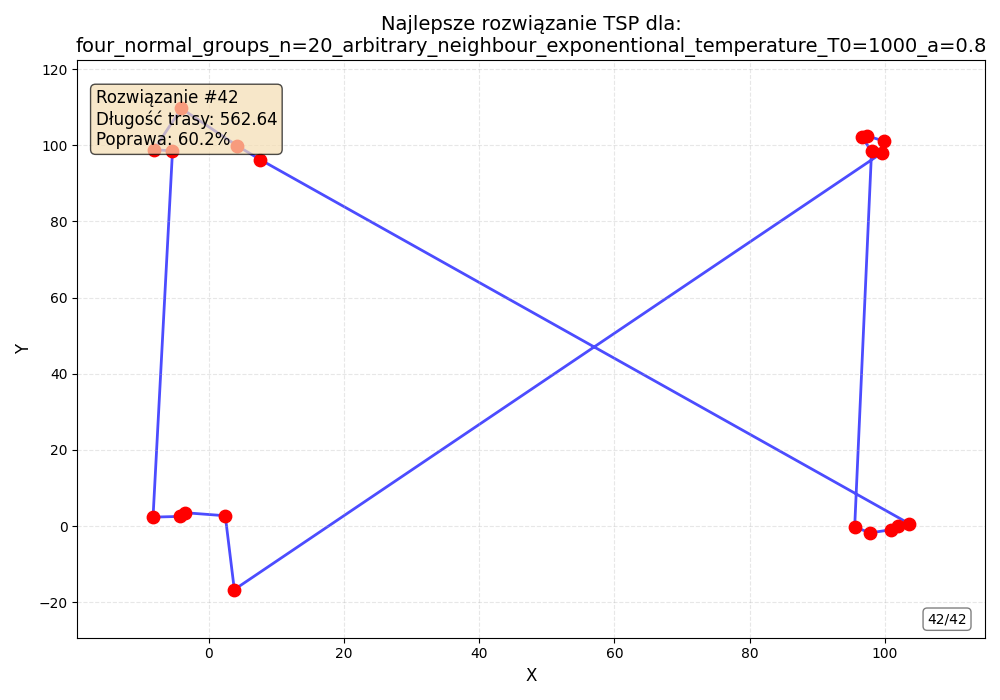 Najlepsze rozwiązanie TSP dla:
four_normal_groups_n=20_arbitrary_neighbour_exponentional_temperature_T0=1000_a=0.8
Rozwiązanie #42
Długość trasy: 562.64
Poprawa: 60.2%
120
100
80
60
40
20
0
−20
Y
0
20
40
60
80
100
X
42/42